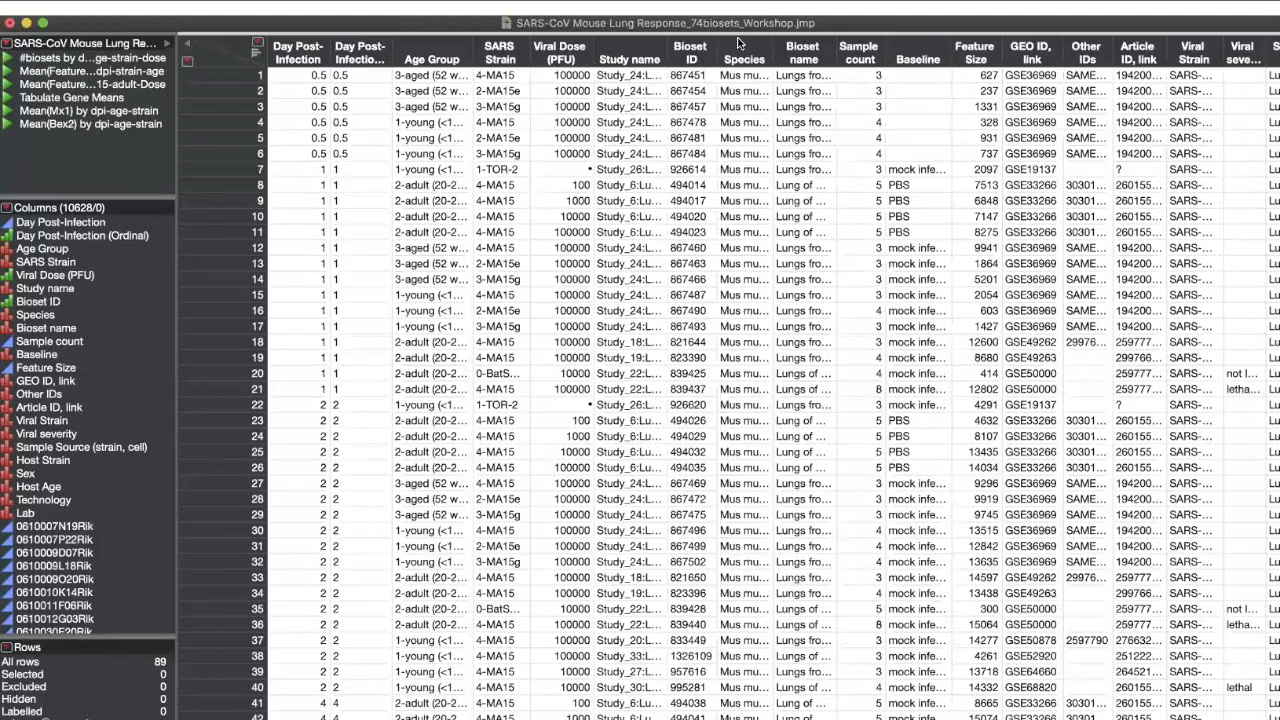 SARS-CoV Mouse Lung Response_74biosets_Workshop.jmp
SARS-CoV Mouse Lung Re...
#biosets by d...ge-strain-dose
Mean(Feature...dpi-strain-age
Mean(Feature...15-adult-Dose
Tabulate Gene Means
Mean(Mx1) by dpi-age-strain
Mean(Bex2) by dpi-age-strain
Columns (10628/0)
Day Post-Infection
Day Post-Infection (Ordinal)
Age Group
SARS Strain
Viral Dose (PFU)
Study name
Bioset ID
Species
Bioset name
Sample count
Baseline
Feature Size
GEO ID, link
Other IDs
Article ID, link
Viral Strain
Viral severity
Sample Source (strain, cell)
Host Strain
Sex
Host Age
Technology
Lab
0610007N19Rik
0610007P22Rik
0610009D07Rik
0610009L18Rik
0610009O20Rik
0610010K14Rik
0610011F06Rik
0610012G03Rik
0610030E20Rik
Rows
All rows 89
Selected 0
Excluded 0
Hidden 0
Labelled 0
Day Post-Infection Day Post-Infectio... Age Group SARS Strain Viral Dose (PFU) Study name Bioset ID Species Bioset name Sample count Baseline Feature Size GEO ID, link Other IDs Article ID, link Viral Strain Viral seve...
1 0.5 0.5 3-aged (52 w... 4-MA15 100000 Study_24:L... 867451 Mus mu... Lungs fro... 3 627 GSE36969 SAME... 194200... SARS-...
2 0.5 0.5 3-aged (52 w... 2-MA15e 100000 Study_24:L... 867454 Mus mu... Lungs fro... 3 237 GSE36969 SAME... 194200... SARS-...
3 0.5 0.5 3-aged (52 w... 3-MA15g 100000 Study_24:L... 867457 Mus mu... Lungs fro... 3 1331 GSE36969 SAME... 194200... SARS-...
4 0.5 0.5 1-young (<1... 4-MA15 100000 Study_24:L... 867478 Mus mu... Lungs fro... 4 328 GSE36969 SAME... 194200... SARS-...
5 0.5 0.5 1-young (<1... 2-MA15e 100000 Study_24:L... 867481 Mus mu... Lungs fro... 4 931 GSE36969 SAME... 194200... SARS-...
6 0.5 0.5 1-young (<1... 3-MA15g 100000 Study_24:L... 867484 Mus mu... Lungs fro... 4 737 GSE36969 SAME... 194200... SARS-...
7 1 1 1-young (<1... 1-TOR-2 • Study_26:L... 926614 Mus mu... Lungs fro... 3 mock infe... 2097 GSE19137 ? SARS-...
8 1 1 2-adult (20-2... 4-MA15 100 Study_6:Lu... 494014 Mus mu... Lung of ... 5 PBS 7513 GSE33266 30301... 260155... SARS-...
9 1 1 2-adult (20-2... 4-MA15 1000 Study_6:Lu... 494017 Mus mu... Lung of ... 5 PBS 6848 GSE33266 30301... 260155... SARS-...
10 1 1 2-adult (20-2... 4-MA15 10000 Study_6:Lu... 494020 Mus mu... Lung of ... 5 PBS 7147 GSE33266 30301... 260155... SARS-...
11 1 1 2-adult (20-2... 4-MA15 100000 Study_6:Lu... 494023 Mus mu... Lung of ... 5 PBS 8275 GSE33266 30301... 260155... SARS-...
12 1 1 3-aged (52 w... 4-MA15 100000 Study_24:L... 867460 Mus mu... Lungs fro... 3 mock infe... 9941 GSE36969 SAME... 194200... SARS-...
13 1 1 3-aged (52 w... 2-MA15e 100000 Study_24:L... 867463 Mus mu... Lungs fro... 3 mock infe... 1864 GSE36969 SAME... 194200... SARS-...
14 1 1 3-aged (52 w... 3-MA15g 100000 Study_24:L... 867466 Mus mu... Lungs fro... 3 mock infe... 5201 GSE36969 SAME... 194200... SARS-...
15 1 1 1-young (<1... 4-MA15 100000 Study_24:L... 867487 Mus mu... Lungs fro... 3 mock infe... 2054 GSE36969 SAME... 194200... SARS-...
16 1 1 1-young (<1... 2-MA15e 100000 Study_24:L... 867490 Mus mu... Lungs fro... 4 mock infe... 603 GSE36969 SAME... 194200... SARS-...
17 1 1 1-young (<1... 3-MA15g 100000 Study_24:L... 867493 Mus mu... Lungs fro... 3 mock infe... 1427 GSE36969 SAME... 194200... SARS-...
18 1 1 2-adult (20-2... 4-MA15 100000 Study_18:L... 821644 Mus mu... Lungs fro... 3 mock infe... 12600 GSE49262 29976... 259777... SARS-...
19 1 1 2-adult (20-2... 4-MA15 100000 Study_19:L... 823390 Mus mu... Lungs fro... 4 mock infe... 8680 GSE49263 299766... SARS-...
20 1 1 2-adult (20-2... 0-BatS... 10000 Study_22:L... 839425 Mus mu... Lungs of ... 4 mock infe... 414 GSE50000 259777... SARS-... not l...
21 1 1 2-adult (20-2... 4-MA15 100000 Study_22:L... 839437 Mus mu... Lungs of ... 8 mock infe... 12802 GSE50000 259777... SARS-... letha...
22 2 2 1-young (<1... 1-TOR-2 • Study_26:L... 926620 Mus mu... Lungs fro... 3 mock infe... 4291 GSE19137 ? SARS-...
23 2 2 2-adult (20-2... 4-MA15 100 Study_6:Lu... 494026 Mus mu... Lung of ... 5 PBS 4632 GSE33266 30301... 260155... SARS-...
24 2 2 2-adult (20-2... 4-MA15 1000 Study_6:Lu... 494029 Mus mu... Lung of ... 5 PBS 8107 GSE33266 30301... 260155... SARS-...
25 2 2 2-adult (20-2... 4-MA15 10000 Study_6:Lu... 494032 Mus mu... Lung of ... 5 PBS 13435 GSE33266 30301... 260155... SARS-...
26 2 2 2-adult (20-2... 4-MA15 100000 Study_6:Lu... 494035 Mus mu... Lung of ... 5 PBS 14034 GSE33266 30301... 260155... SARS-...
27 2 2 3-aged (52 w... 4-MA15 100000 Study_24:L... 867469 Mus mu... Lungs fro... 3 mock infe... 9296 GSE36969 SAME... 194200... SARS-...
28 2 2 3-aged (52 w... 2-MA15e 100000 Study_24:L... 867472 Mus mu... Lungs fro... 3 mock infe... 9919 GSE36969 SAME... 194200... SARS-...
29 2 2 3-aged (52 w... 3-MA15g 100000 Study_24:L... 867475 Mus mu... Lungs fro... 3 mock infe... 9745 GSE36969 SAME... 194200... SARS-...
30 2 2 1-young (<1... 4-MA15 100000 Study_24:L... 867496 Mus mu... Lungs fro... 4 mock infe... 13515 GSE36969 SAME... 194200... SARS-...
31 2 2 1-young (<1... 2-MA15e 100000 Study_24:L... 867499 Mus mu... Lungs fro... 4 mock infe... 12842 GSE36969 SAME... 194200... SARS-...
32 2 2 1-young (<1... 3-MA15g 100000 Study_24:L... 867502 Mus mu... Lungs fro... 4 mock infe... 13635 GSE36969 SAME... 194200... SARS-...
33 2 2 2-adult (20-2... 4-MA15 100000 Study_18:L... 821650 Mus mu... Lungs fro... 3 mock infe... 14597 GSE49262 29976... 259777... SARS-...
34 2 2 2-adult (20-2... 4-MA15 100000 Study_19:L... 823396 Mus mu... Lungs fro... 4 mock infe... 13438 GSE49263 299766... SARS-...
35 2 2 2-adult (20-2... 0-BatS... 10000 Study_22:L... 839428 Mus mu... Lungs of ... 5 mock infe... 300 GSE50000 259777... SARS-... not l...
36 2 2 2-adult (20-2... 4-MA15 100000 Study_22:L... 839440 Mus mu... Lungs of ... 8 mock infe... 15064 GSE50000 259777... SARS-... letha...
37 2 2 1-young (<1... 4-MA15 100000 Study_20:L... 833449 Mus mu... Lungs fro... 4 mock infe... 14277 GSE50878 2597790 276632... SARS-...
38 2 2 1-young (<1... 4-MA15 100000 Study_33:L... 1326109 Mus mu... Lungs of ... 3 mock infe... 4261 GSE52920 251222... SARS-...
39 2 2 1-young (<1... 4-MA15 10000 Study_27:L... 957616 Mus mu... Lungs fro... 3 mock infe... 13718 GSE64660 264521... SARS-...
40 2 2 1-young (<1... 4-MA15 10000 Study_30:L... 995281 Mus mu... Lungs of ... 4 mock infe... 14332 GSE68820 260155... SARS-... lethal
41 4 4 2-adult (20-2... 4-MA15 100 Study_6:Lu... 494038 Mus mu... Lung of ... 5 PBS 8665 GSE33266 30301... 260155... SARS-...